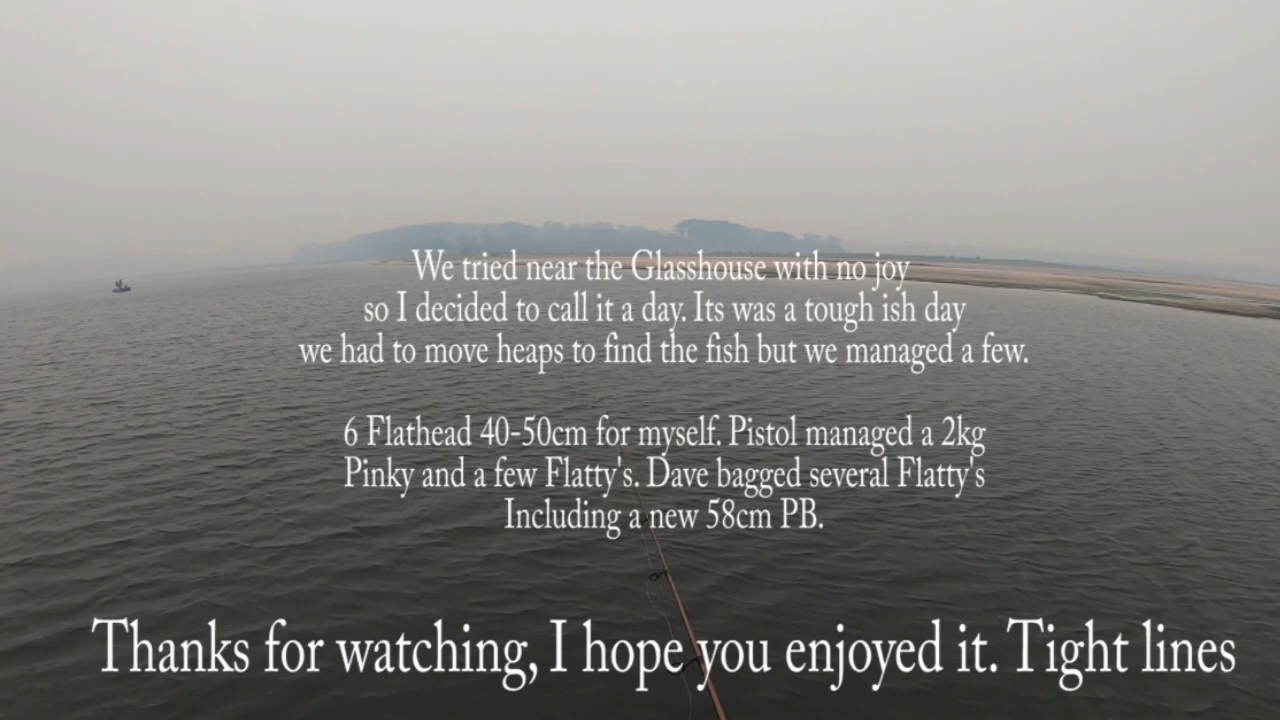 We tried near the Glasshouse with no joy
so I decided to call it a day. Its was a tough ish day
we had to move heaps to find the fish but we managed a few.
6 Flathead 40-50cm for myself. Pistol managed a 2kg
Pinky and a few Flatty's. Dave bagged several Flatty's
Including a new 58cm PB.
Thanks for watching, I hope you enjoyed it. Tight lines